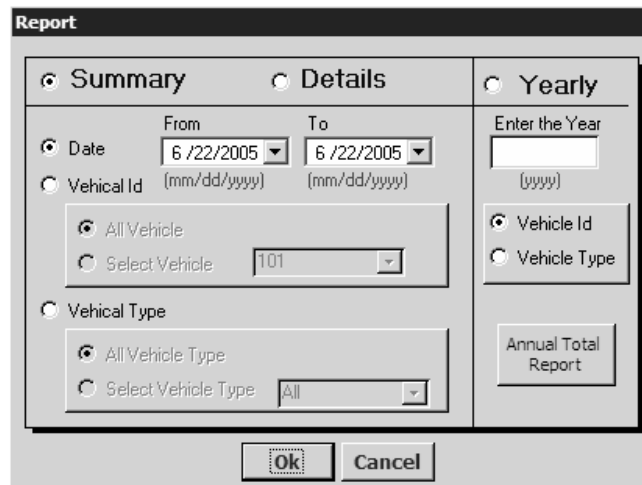 Report
Summary Details Yearly
From To Enter the Year
Date 6 /22/2005 6 /22/2005
(mm/dd/yyyy) (mm/dd/yyyy) (yyyy)
Vehical Id
All Vehicle
Select Vehicle 101
Vehicle Id
Vehicle Type
Vehical Type
All Vehicle Type
Select Vehicle Type All
Annual Total
Report
Ok Cancel